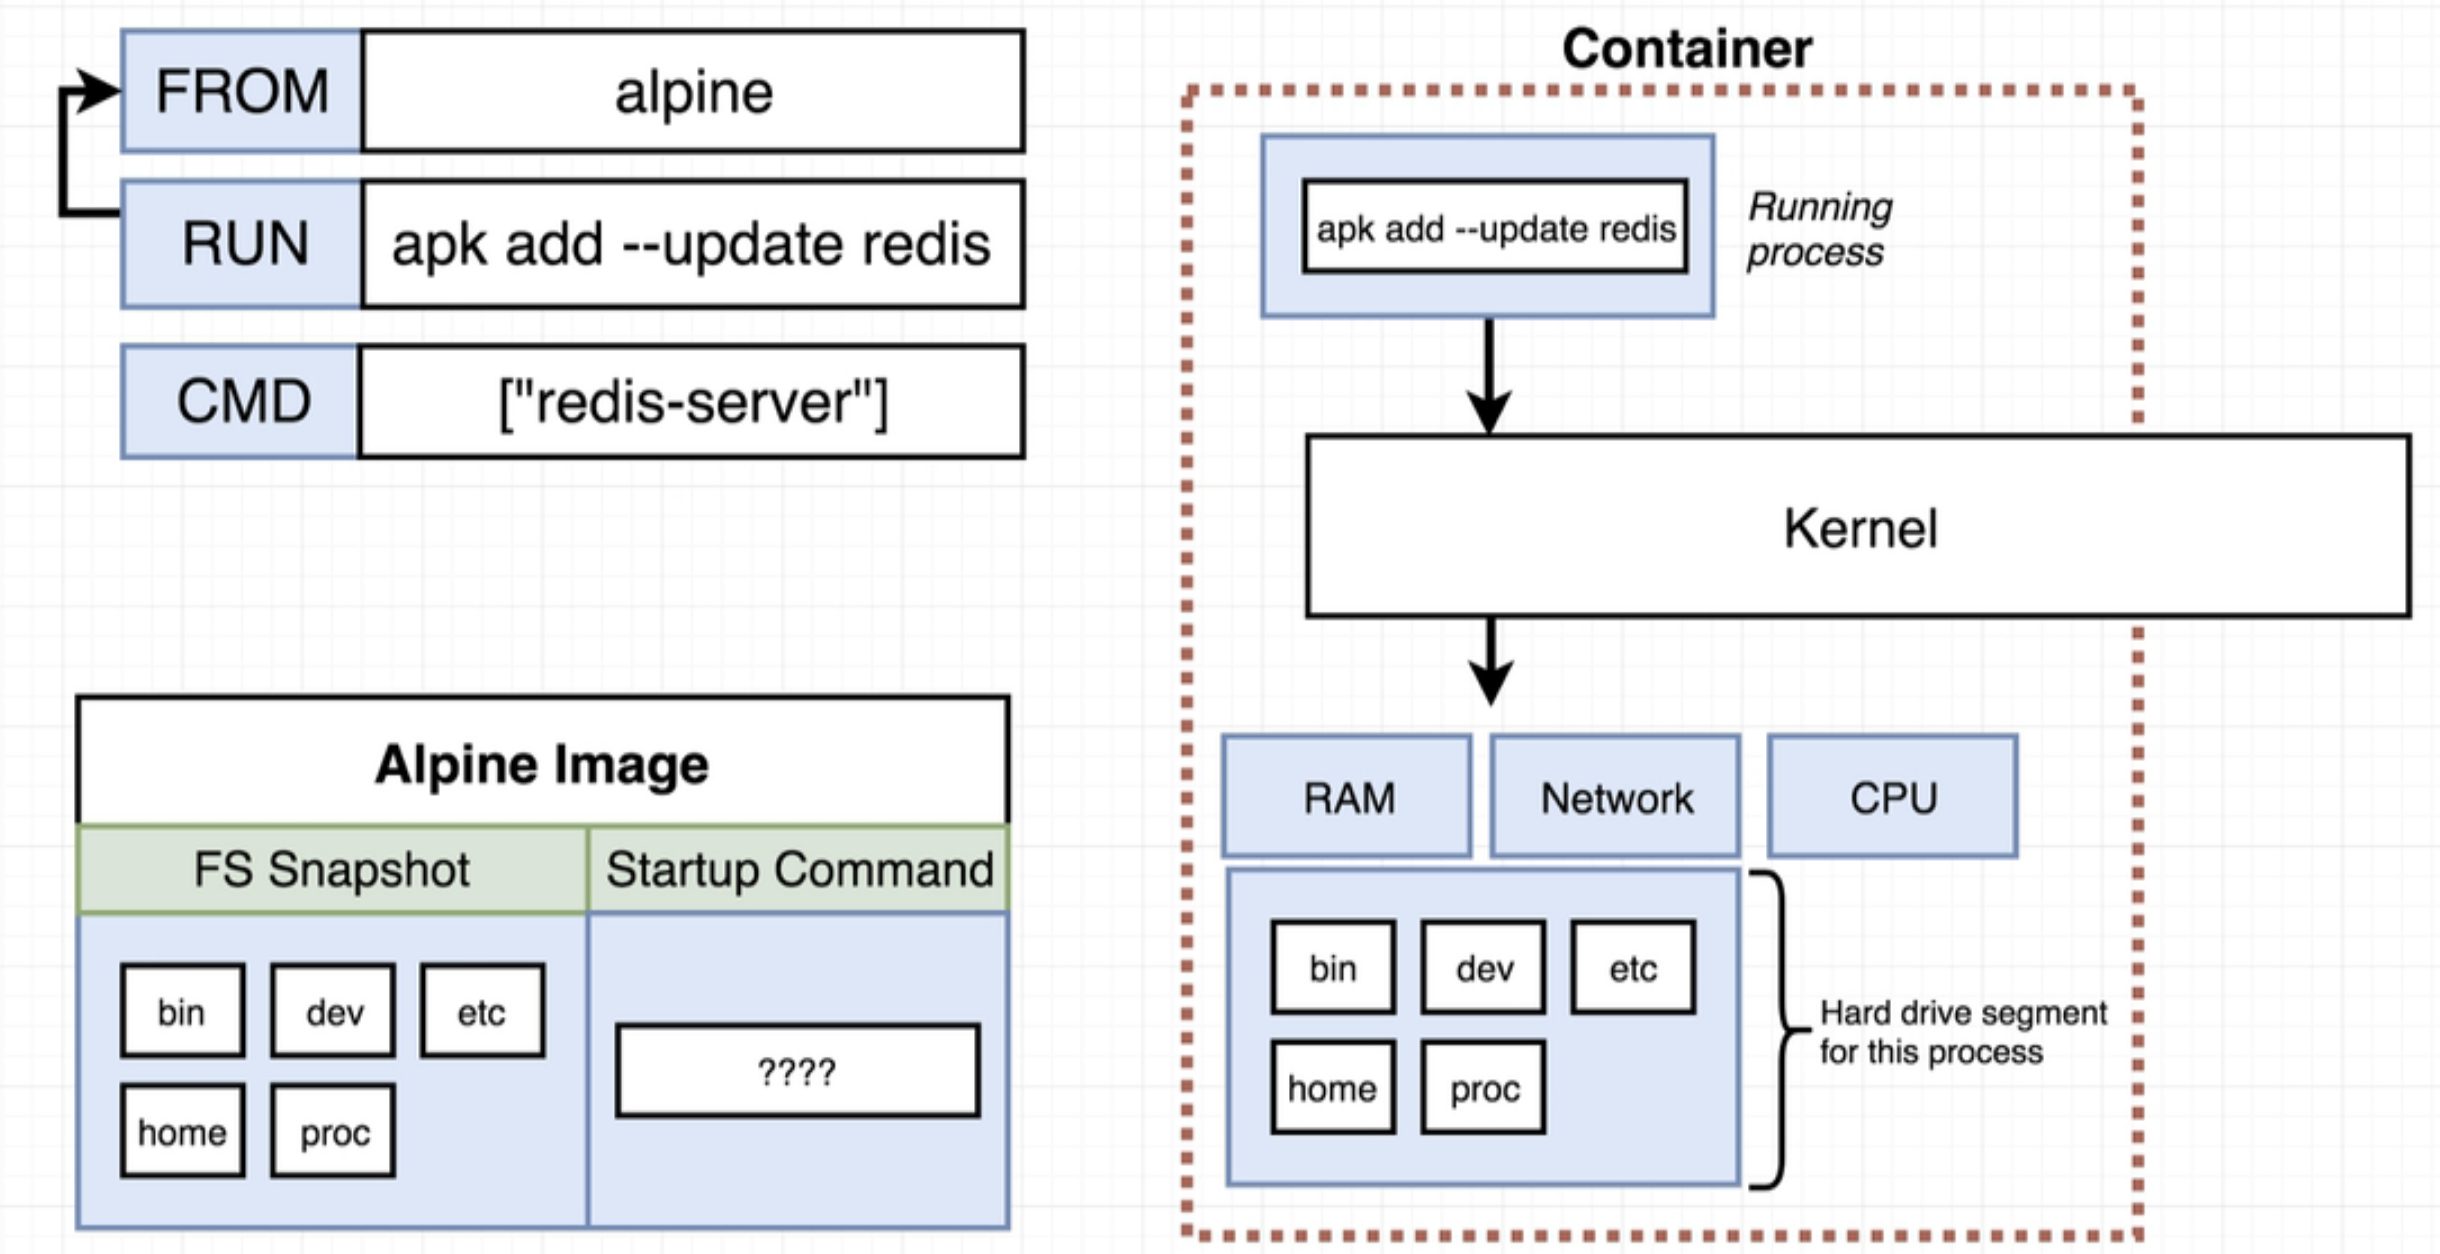 FROM alpine
RUN apk add --update redis
CMD ["redis-server"]
Alpine Image
FS Snapshot Startup Command
bin dev etc
????
home proc
Container
apk add --update redis
Running
process
Kernel
RAM Network CPU
bin dev etc
home proc
Hard drive segment
for this process